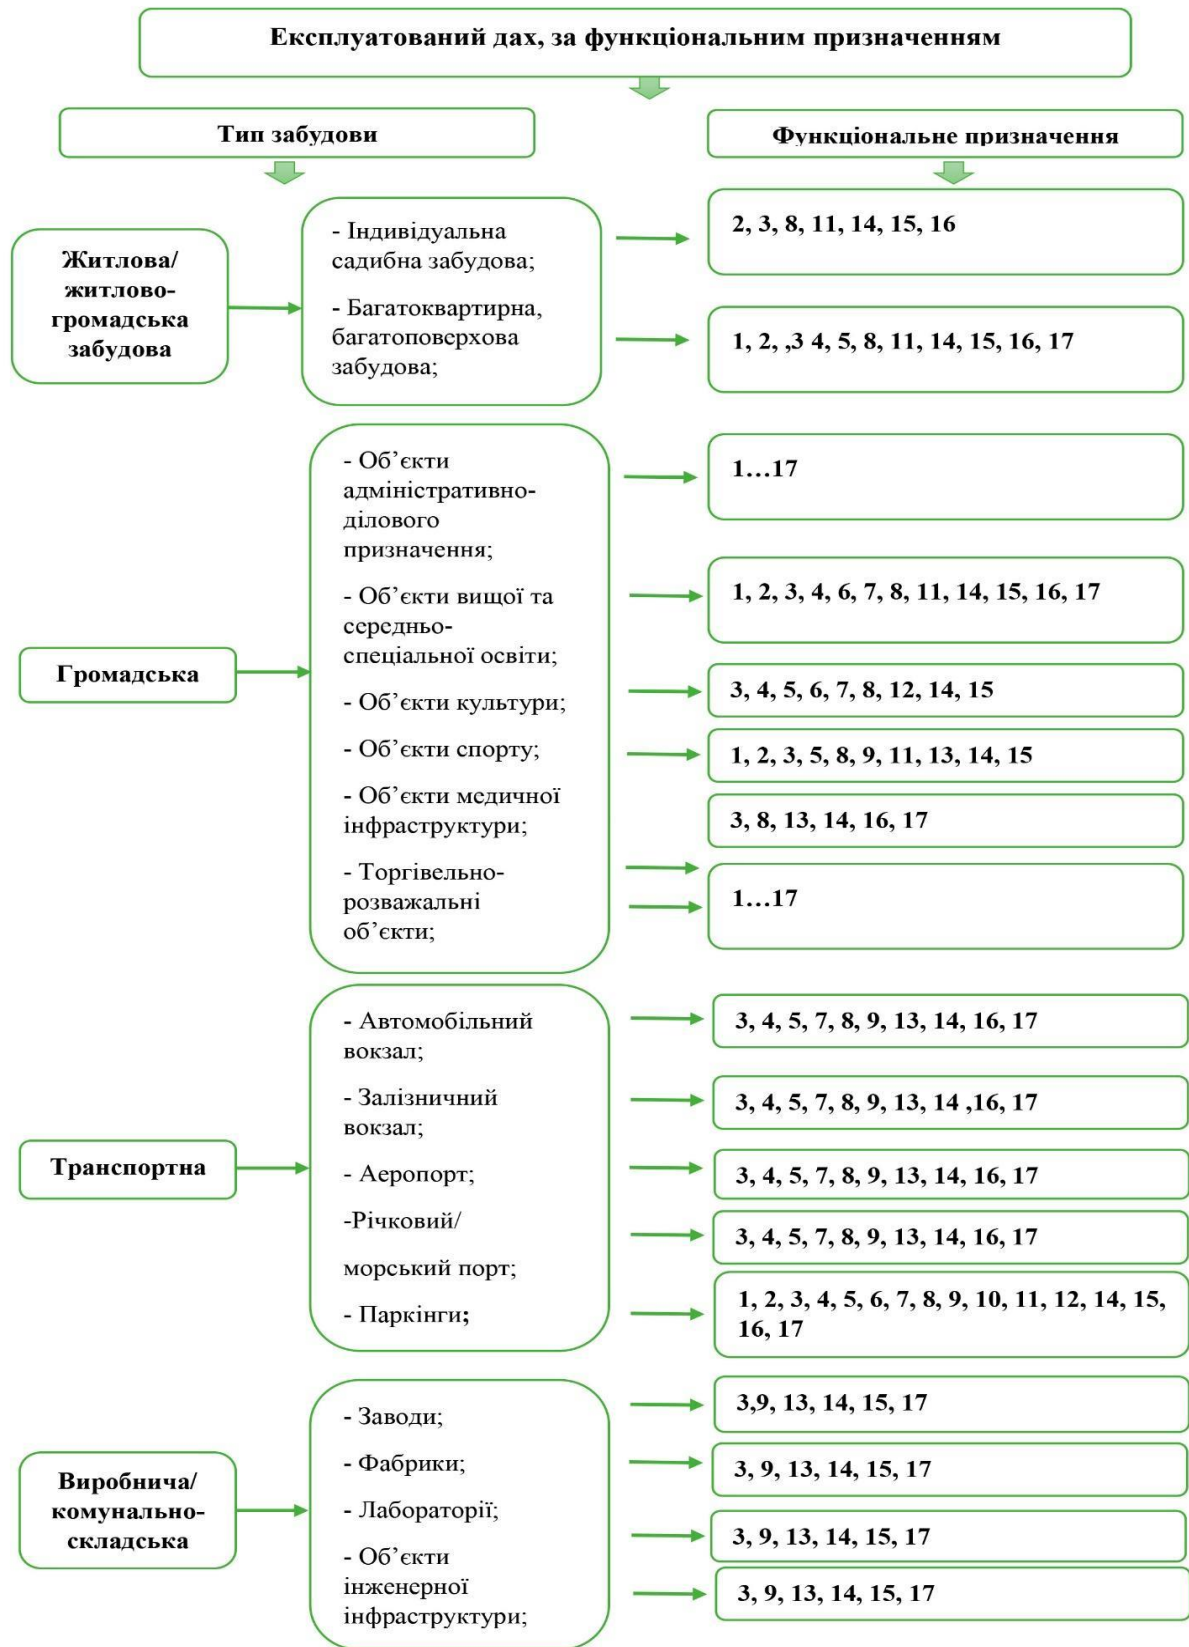 Експлуатований дах, за функціональним призначенням
Тип забудови
Функціональне призначення
Житлова/
житлово-
громадська
забудова
- Індивідуальна
садибна забудова;
- Багатоквартирна,
багатоповерхова
забудова;
2, 3, 8, 11, 14, 15, 16
1, 2, ,3 4, 5, 8, 11, 14, 15, 16, 17
Громадська
- Об’єкти
адміністративно-
ділового
призначення;
- Об’єкти вищої та
середньо-
спеціальної освіти;
- Об’єкти культури;
- Об’єкти спорту;
- Об’єкти медичної
інфраструктури;
- Торгівельно-
розважальні
об’єкти;
1…17
1, 2, 3, 4, 6, 7, 8, 11, 14, 15, 16, 17
3, 4, 5, 6, 7, 8, 12, 14, 15
1, 2, 3, 5, 8, 9, 11, 13, 14, 15
3, 8, 13, 14, 16, 17
1…17
Транспортна
- Автомобільний
вокзал;
- Залізничний
вокзал;
- Аеропорт;
-Річковий/
морський порт;
- Паркінги;
3, 4, 5, 7, 8, 9, 13, 14, 16, 17
3, 4, 5, 7, 8, 9, 13, 14 ,16, 17
3, 4, 5, 7, 8, 9, 13, 14, 16, 17
3, 4, 5, 7, 8, 9, 13, 14, 16, 17
1, 2, 3, 4, 5, 6, 7, 8, 9, 10, 11, 12, 14, 15,
16, 17
Виробнича/
комунально-
складська
- Заводи;
- Фабрики;
- Лабораторії;
- Об’єкти
інженерної
інфраструктури;
3,9, 13, 14, 15, 17
3, 9, 13, 14, 15, 17
3, 9, 13, 14, 15, 17
3, 9, 13, 14, 15, 17